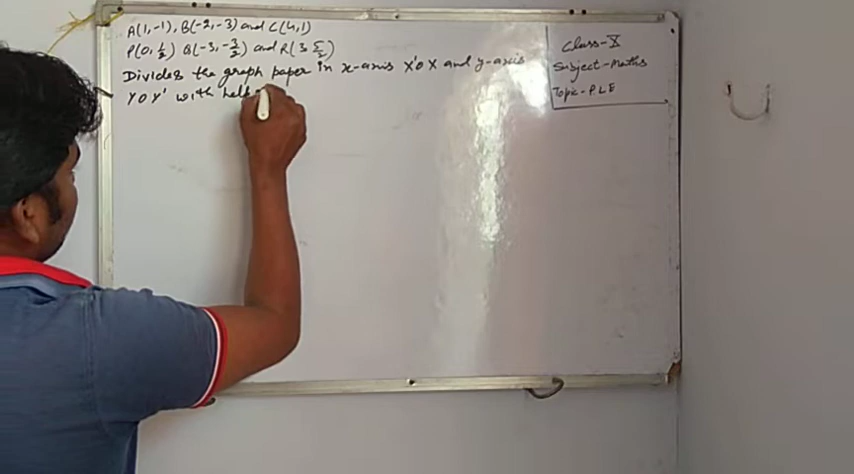 A(1,-1), B(-2,-3) and C(4,1)
P(0,1/2) Q(-3,-3/2) and R(3 5/2)
Divides the graph paper in x-axis X'OX and y-axis
YOY' with help
Class-X
Subject-Maths
Topic-P.L.E